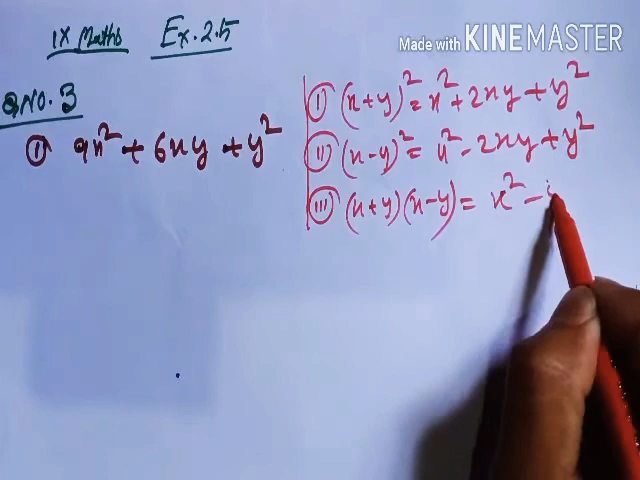 IX Maths Ex. 2.5
Made with KINEMASTER
QNO. 3
(I) 9x² + 6xy + y²
(I) (x+y)² = x² + 2xy + y²
(II) (x-y)² = x² - 2xy + y²
(III) (x+y)(x-y) = x² -